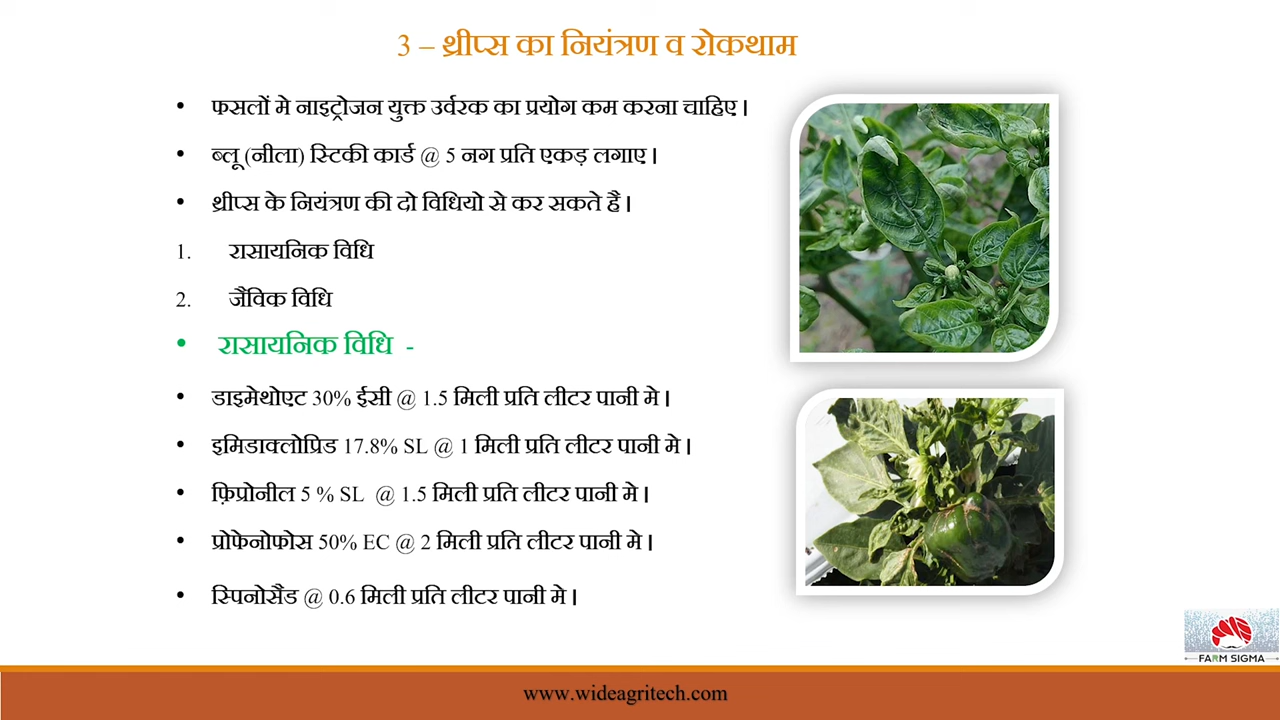 3 – थ्रीप्स का नियंत्रण व रोकथाम
• फसलों मे नाइट्रोजन युक्त उर्वरक का प्रयोग कम करना चाहिए ।
• ब्लू (नीला) स्टिकी कार्ड @ 5 नग प्रति एकड़ लगाए ।
• थ्रीप्स के नियंत्रण की दो विधियो से कर सकते है ।
1. रासायनिक विधि
2. जैविक विधि
• रासायनिक विधि -
• डाइमेथोएट 30% ईसी @ 1.5 मिली प्रति लीटर पानी मे ।
• इमिडाक्लोप्रिड 17.8% SL @ 1 मिली प्रति लीटर पानी मे ।
• फ़िप्रोनील 5 % SL @ 1.5 मिली प्रति लीटर पानी मे ।
• प्रोफेनोफोस 50% EC @ 2 मिली प्रति लीटर पानी मे ।
• स्पिनोसैड @ 0.6 मिली प्रति लीटर पानी मे ।
FARM SIGMA
www.wideagritech.com